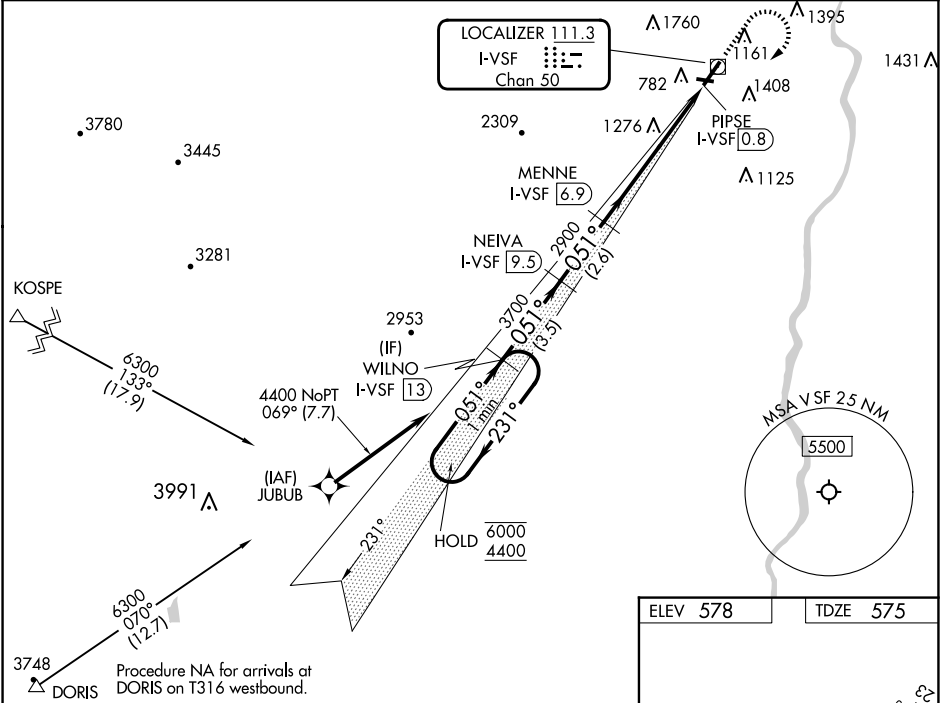 LOCALIZER 111.3
I-VSF
Chan 50
1760
1395
1161
1431
782
1408
PIPSE
I-VSF 0.8
1276
1125
3780
3445
2309
3281
MENNE
I-VSF 6.9
2900
051°
(2.6)
NEIVA
I-VSF 9.5
3700
051°
(3.5)
KOSPE
6300
133°
(17.9)
2953
(IF)
WILNO
I-VSF 13
4400 NoPT
069° (7.7)
051°
1 min
231°
MSA VSF 25 NM
5500
(IAF)
JUBUB
3991
231°
HOLD 6000
4400
6300
070°
(12.7)
3748
DORIS
Procedure NA for arrivals at
DORIS on T316 westbound.
ELEV 578
TDZE 575
23